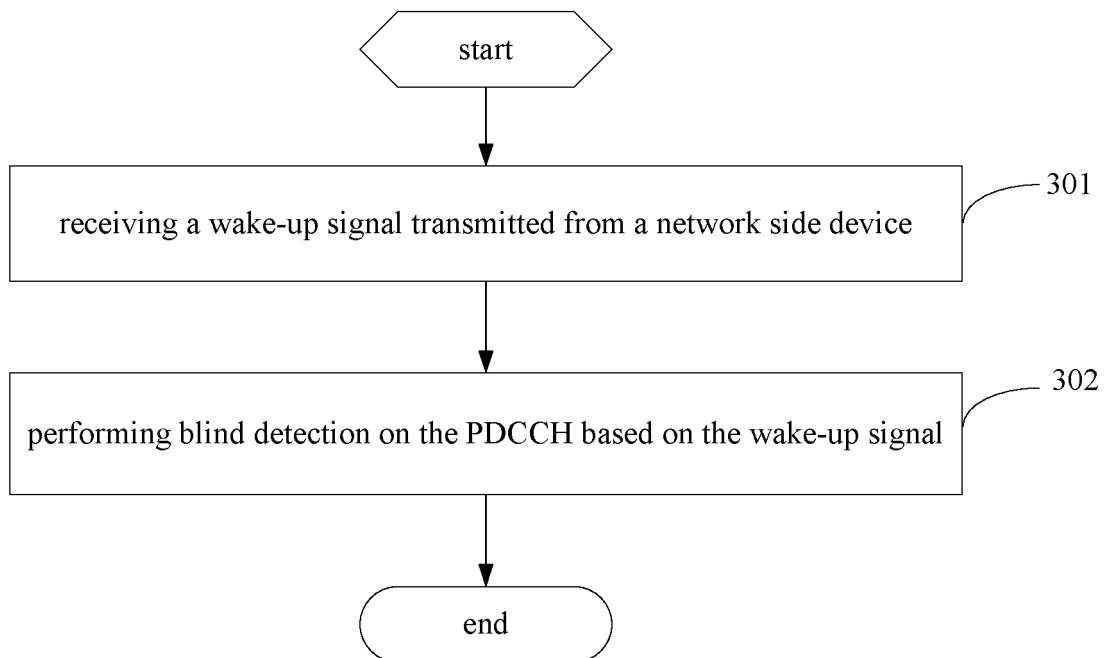 start
receiving a wake-up signal transmitted from a network side device
301
performing blind detection on the PDCCH based on the wake-up signal
302
end